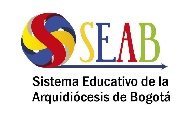 SEAB
Sistema Educativo de la
Arquidiócesis de Bogotá